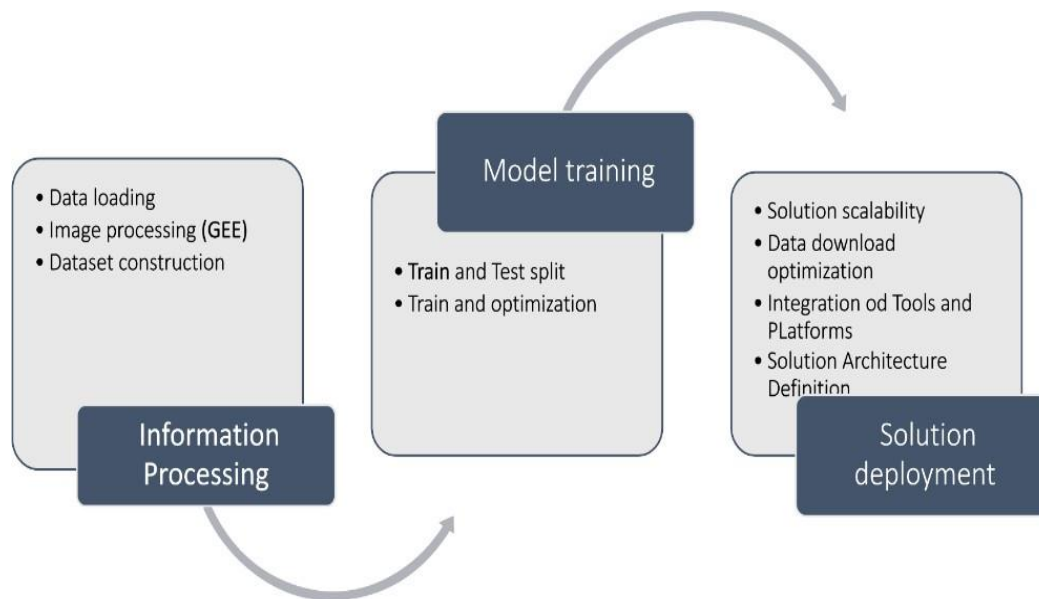 • Data loading
• Image processing (GEE)
• Dataset construction
Information
Processing
Model training
• Train and Test split
• Train and optimization
• Solution scalability
• Data download
optimization
• Integration od Tools and
PLatforms
• Solution Architecture
Definition
Solution
deployment